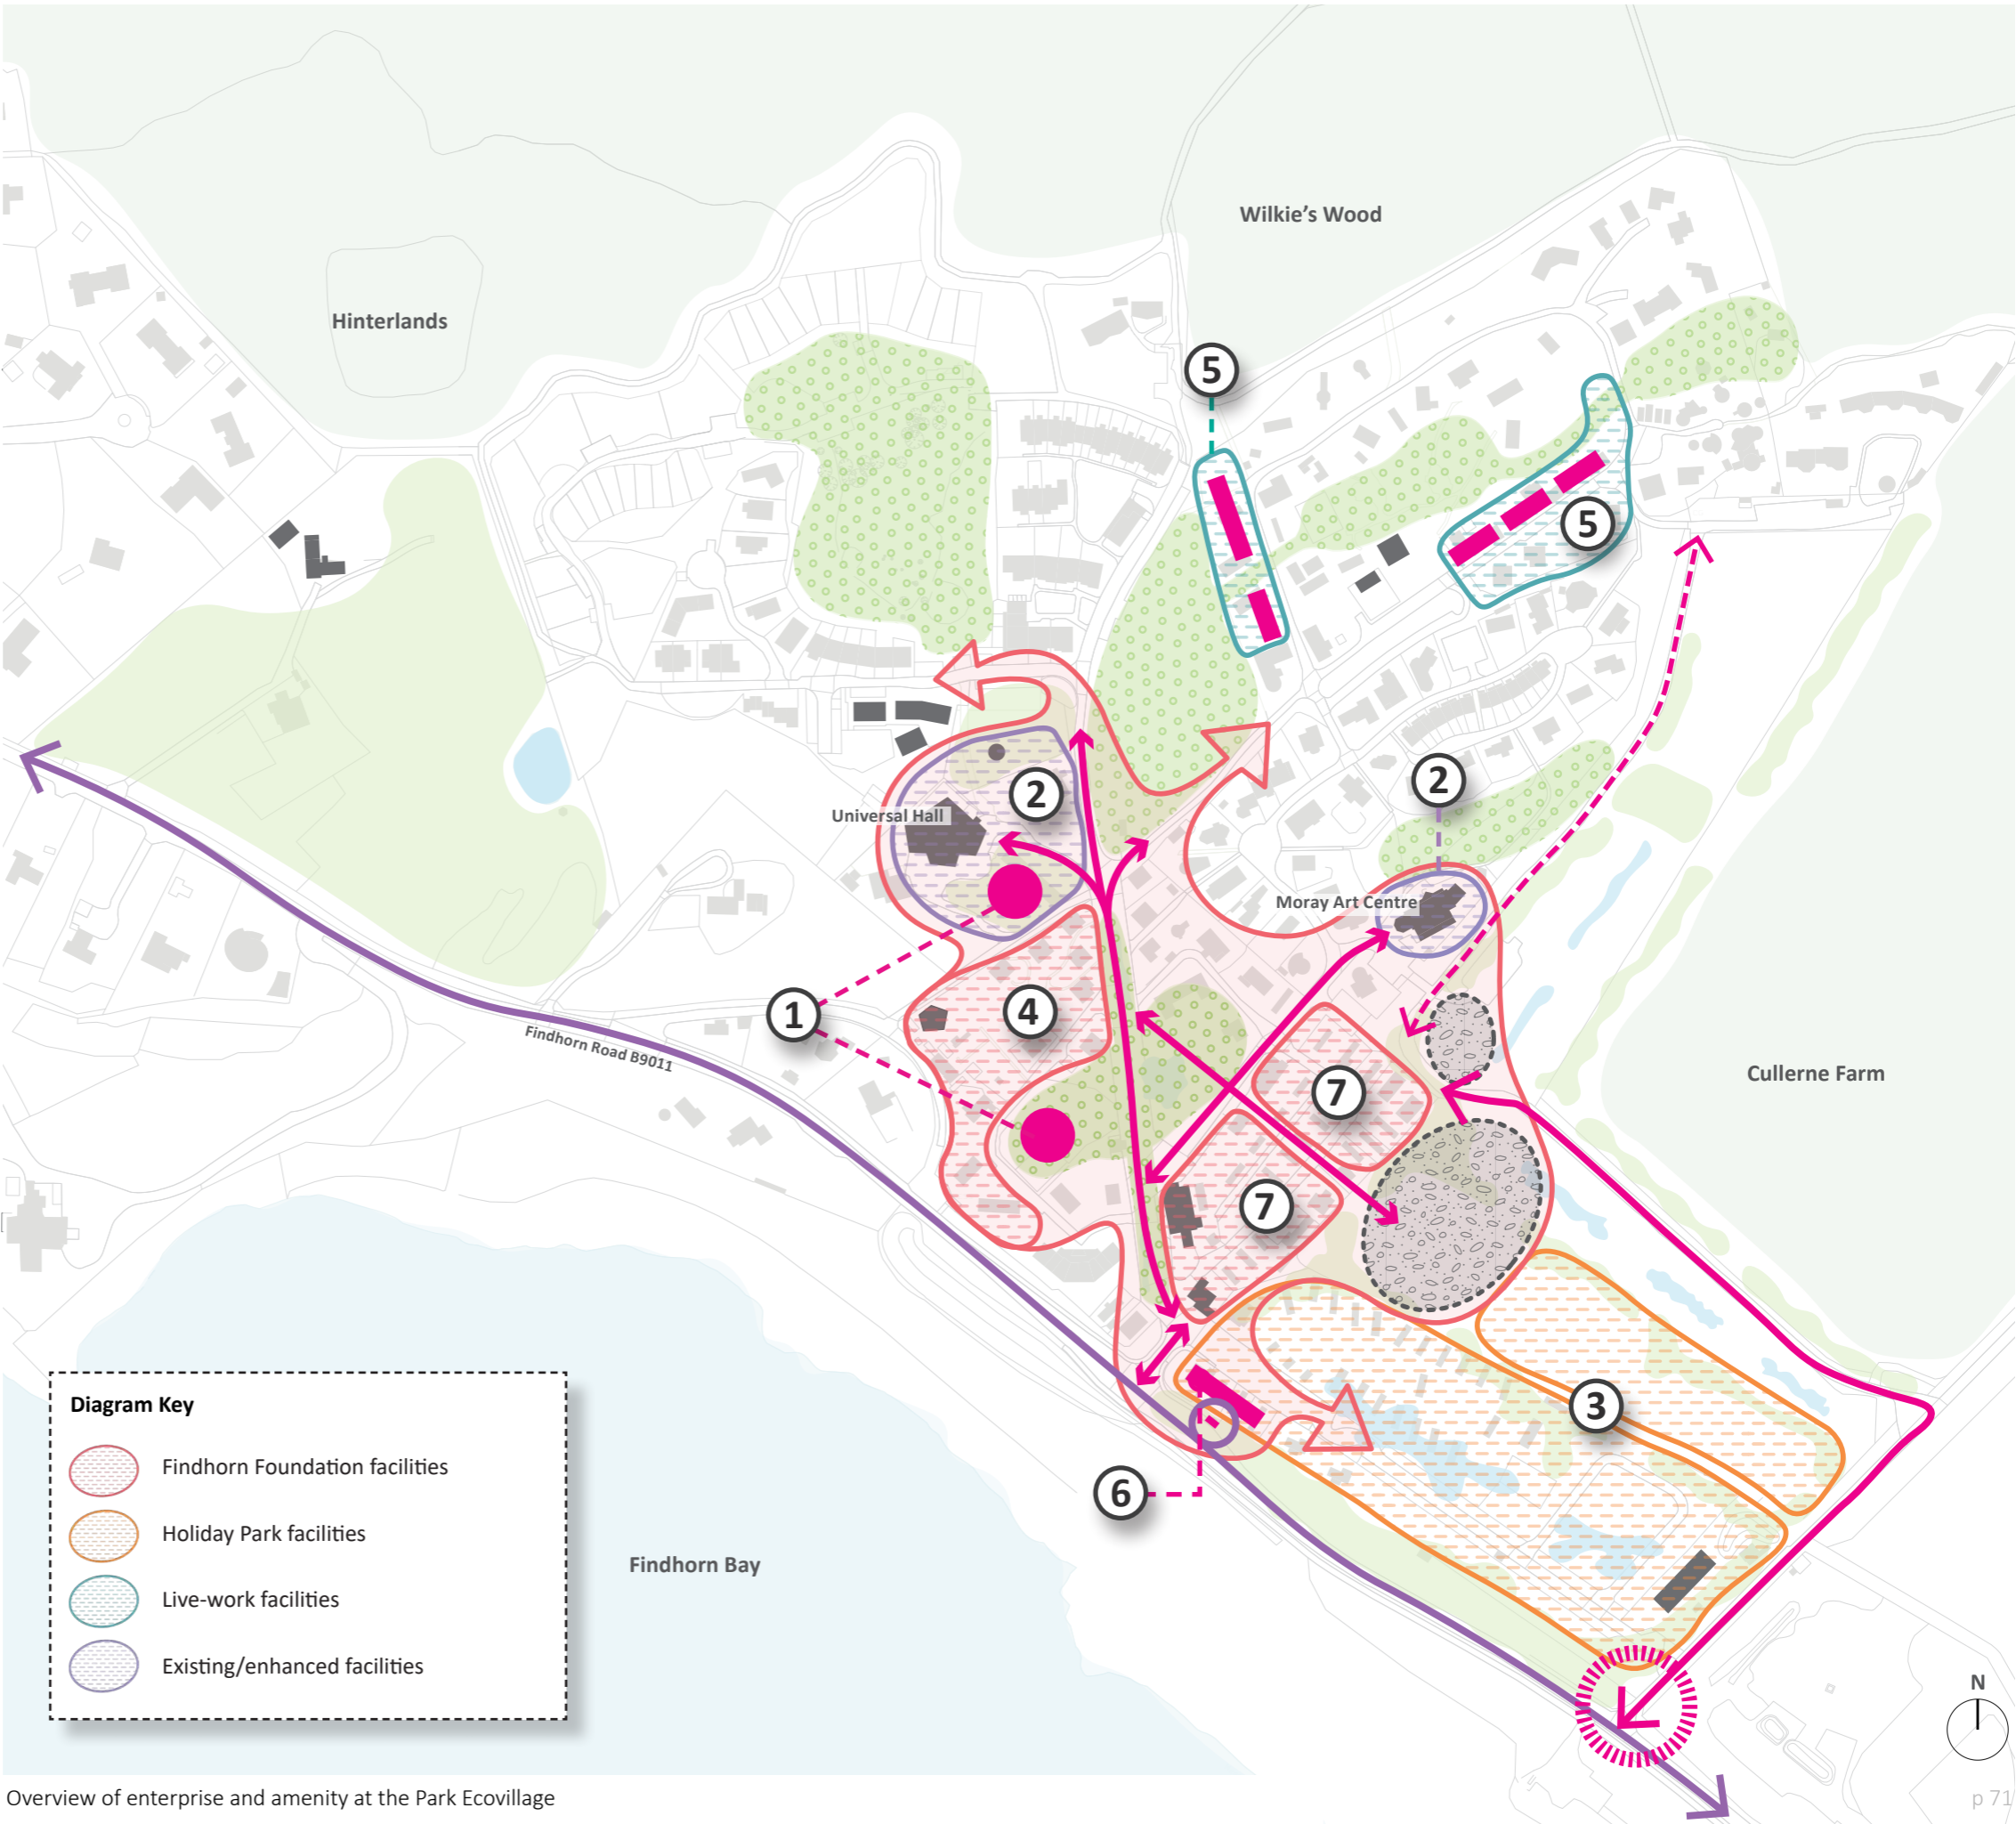 Wilkie's Wood
Hinterlands
5
5
2
2
Universal Hall
Moray Art Centre
1
4
Findhorn Road B9011
7
Cullerne Farm
7
3
6
Diagram Key
Findhorn Foundation facilities
Holiday Park facilities
Live-work facilities
Existing/enhanced facilities
Findhorn Bay
N
Overview of enterprise and amenity at the Park Ecovillage
p 71